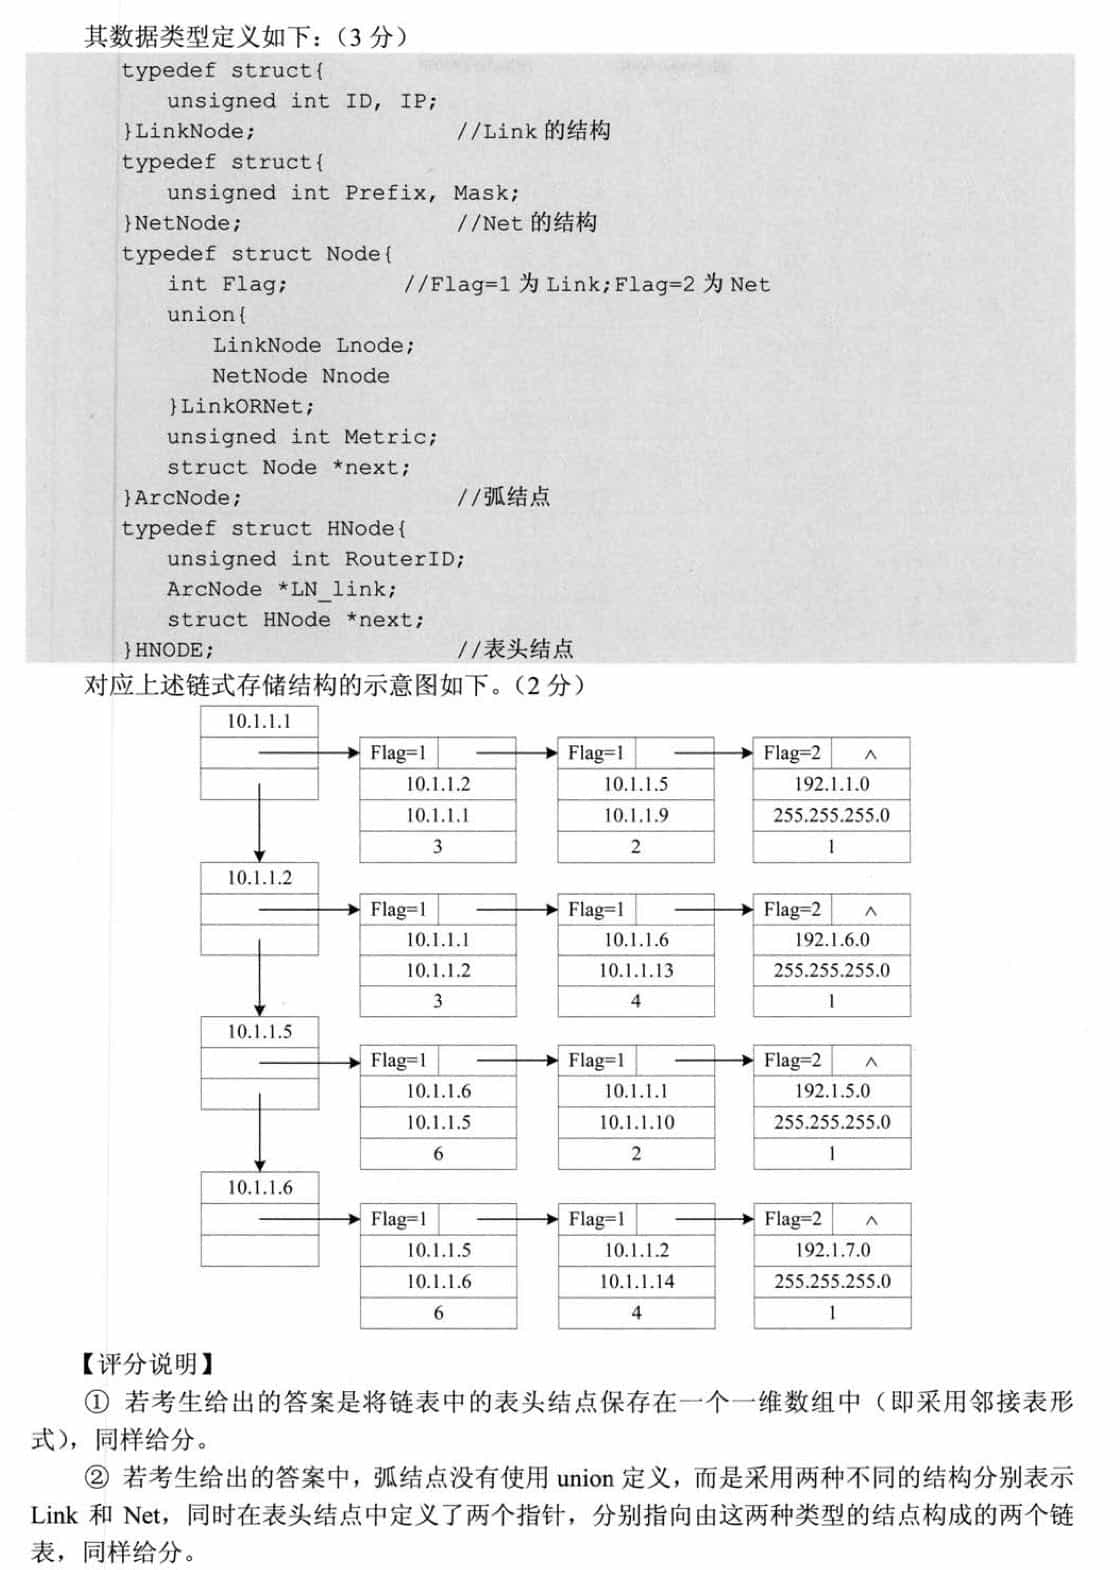 其数据类型定义如下：（3 分）
typedef struct{
unsigned int ID, IP;
}LinkNode; //Link 的结构
typedef struct{
unsigned int Prefix, Mask;
}NetNode; //Net 的结构
typedef struct Node{
int Flag; //Flag=1 为 Link;Flag=2 为 Net
union{
LinkNode Lnode;
NetNode Nnode
}LinkORNet;
unsigned int Metric;
struct Node *next;
}ArcNode; //弧结点
typedef struct HNode{
unsigned int RouterID;
ArcNode *LN_link;
struct HNode *next;
}HNODE; //表头结点
对应上述链式存储结构的示意图如下。（2 分）
10.1.1.1
Flag=1 Flag=1 Flag=2 ∧
10.1.1.2 10.1.1.5 192.1.1.0
10.1.1.1 10.1.1.9 255.255.255.0
3 2 1
10.1.1.2
Flag=1 Flag=1 Flag=2 ∧
10.1.1.1 10.1.1.6 192.1.6.0
10.1.1.2 10.1.1.13 255.255.255.0
3 4 1
10.1.1.5
Flag=1 Flag=1 Flag=2 ∧
10.1.1.6 10.1.1.1 192.1.5.0
10.1.1.5 10.1.1.10 255.255.255.0
6 2 1
10.1.1.6
Flag=1 Flag=1 Flag=2 ∧
10.1.1.5 10.1.1.2 192.1.7.0
10.1.1.6 10.1.1.14 255.255.255.0
6 4 1
【评分说明】
① 若考生给出的答案是将链表中的表头结点保存在一个一维数组中（即采用邻接表形
式），同样给分。
② 若考生给出的答案中，弧结点没有使用 union 定义，而是采用两种不同的结构分别表示
Link 和 Net，同时在表头结点中定义了两个指针，分别指向由这两种类型的结点构成的两个链
表，同样给分。